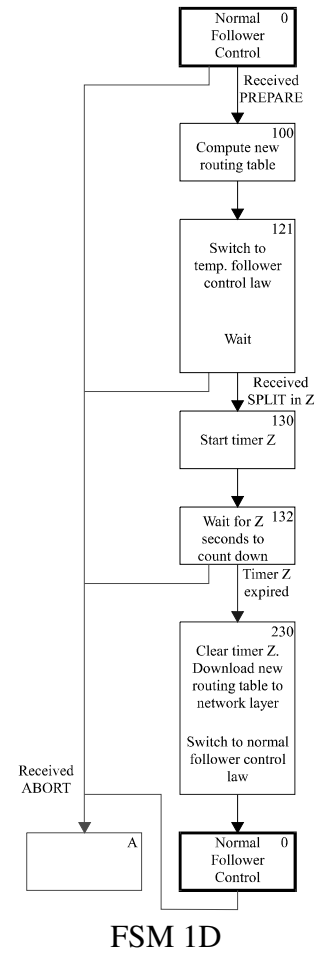 Normal 0
Follower
Control
Received
PREPARE
100
Compute new
routing table
121
Switch to
temp. follower
control law
Wait
Received
SPLIT in Z
130
Start timer Z
132
Wait for Z
seconds to
count down
Timer Z
expired
230
Clear timer Z.
Download new
routing table to
network layer
Switch to normal
follower control
law
Received
ABORT
A
Normal 0
Follower
Control
FSM 1D